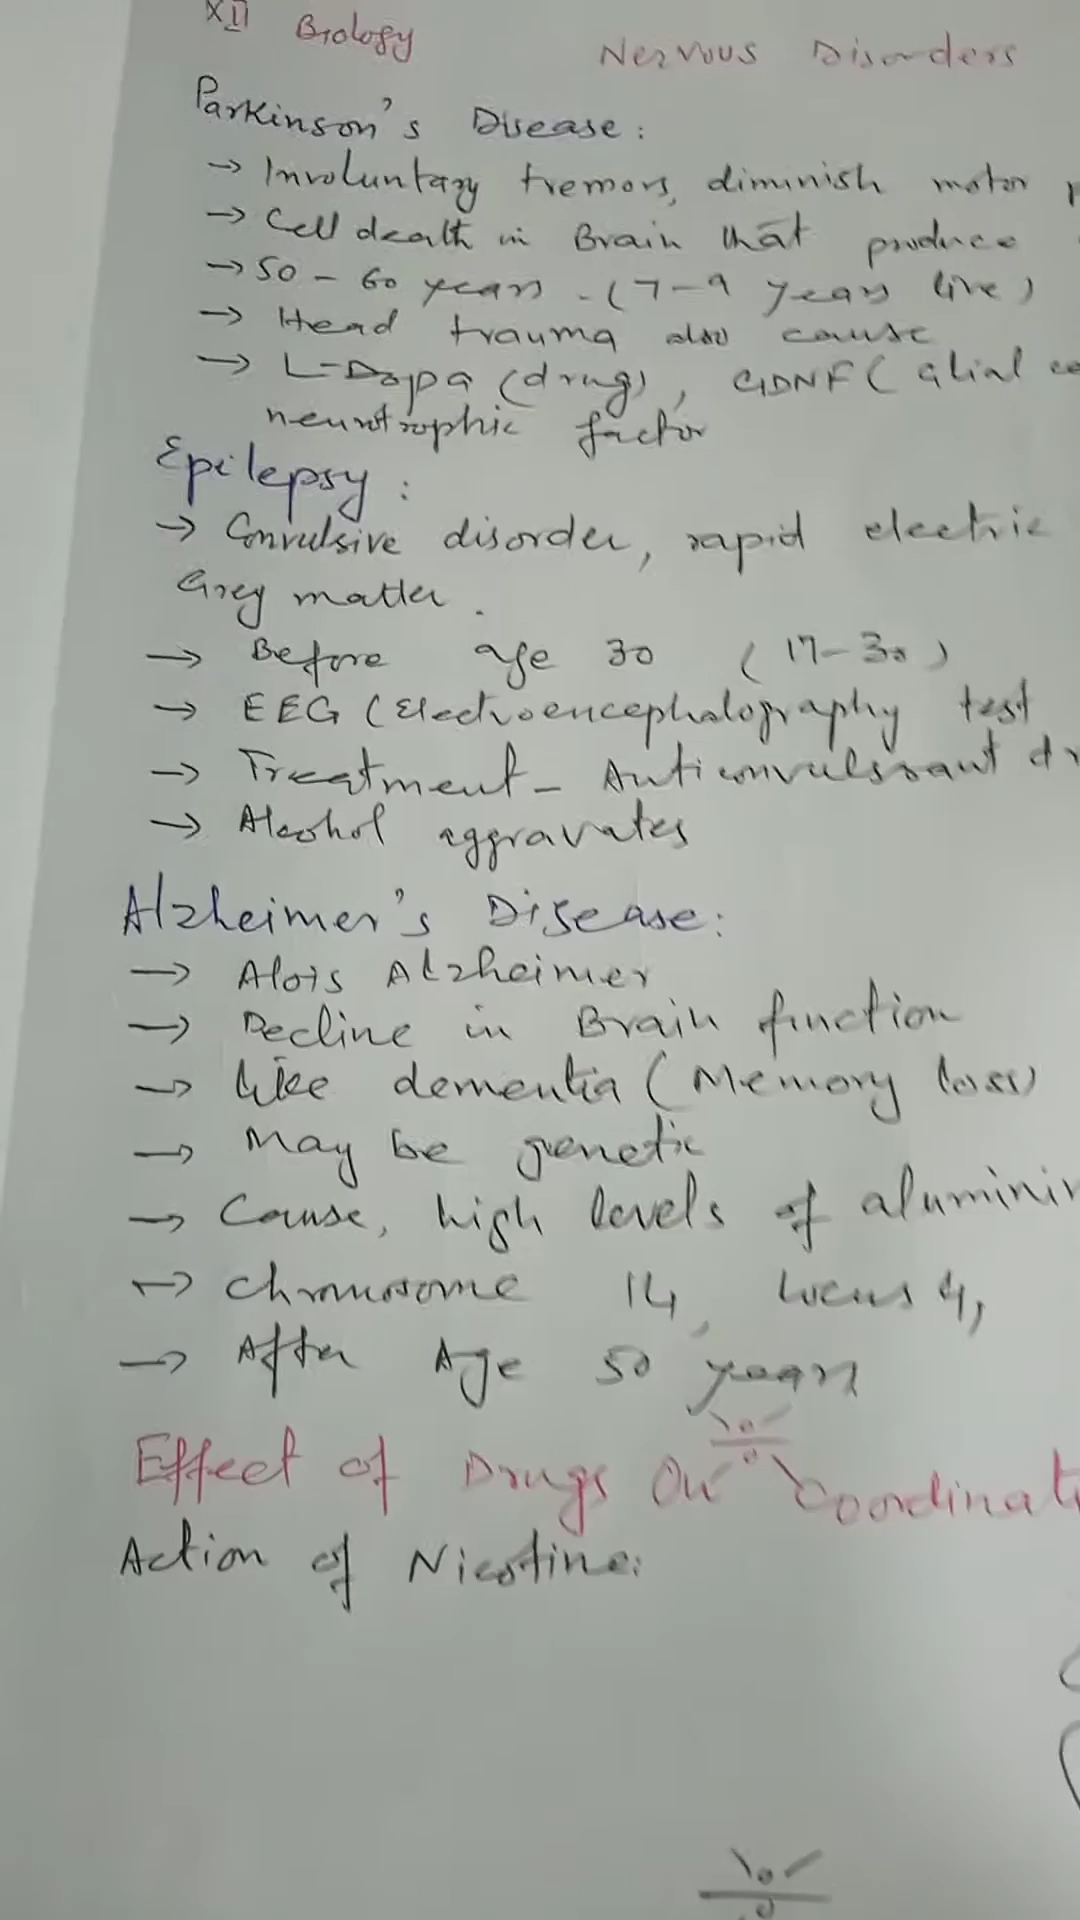 XII Biology Nervous Disorders
Parkinson's Disease:
→ Involuntary tremors, diminish motor
→ Cell death in Brain that produce
→ 50 - 60 years - (7-9 years live)
→ Head trauma also cause
→ L-Dopa (drug), GDNF (Glial ce
neurotrophic factor
Epilepsy:
→ Convulsive disorder, rapid electric
Grey matter.
→ Before age 30 (17-30)
→ EEG (Electroencephalography test
→ Treatment - Anticonvulsant dr
→ Alcohol aggravates
Alzheimer's Disease:
→ Alois Alzheimer
→ Decline in Brain function
→ like dementia (Memory loss)
→ May be genetic
→ Cause, high levels of alumini
→ chromosome 14, locus 4,
→ After Age 50 years
Effect of Drugs On Coordinat
Action of Nicotine: